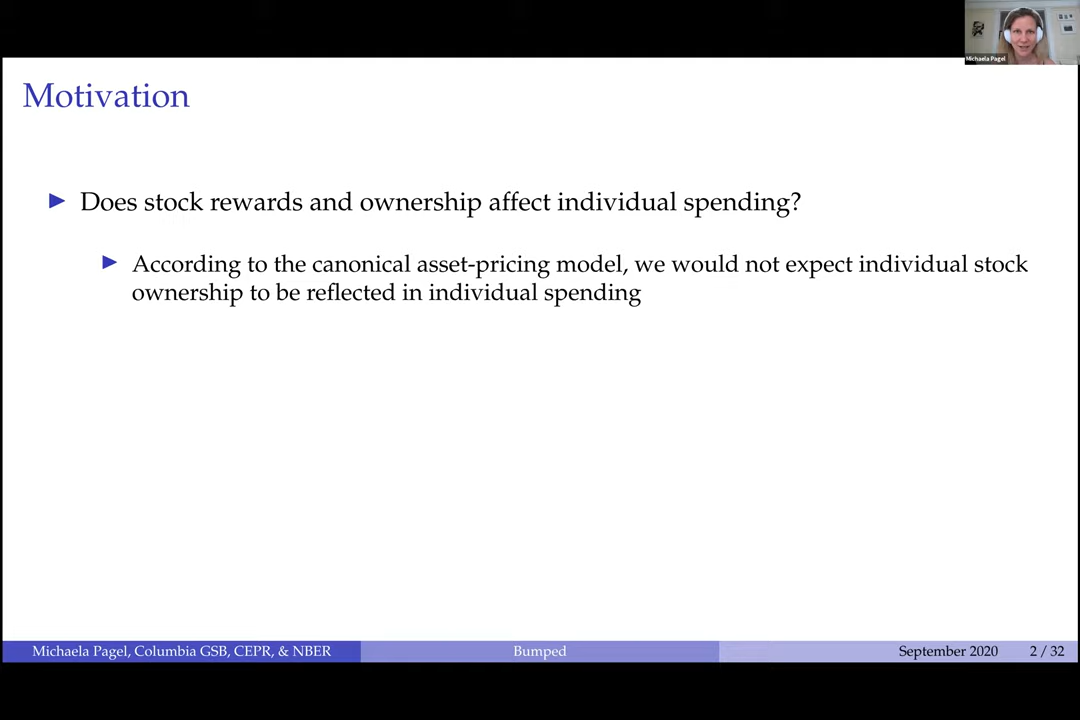 Michaela Pagel
Motivation
Does stock rewards and ownership affect individual spending?
According to the canonical asset-pricing model, we would not expect individual stock
ownership to be reflected in individual spending
Michaela Pagel, Columbia GSB, CEPR, & NBER Bumped September 2020 2 / 32